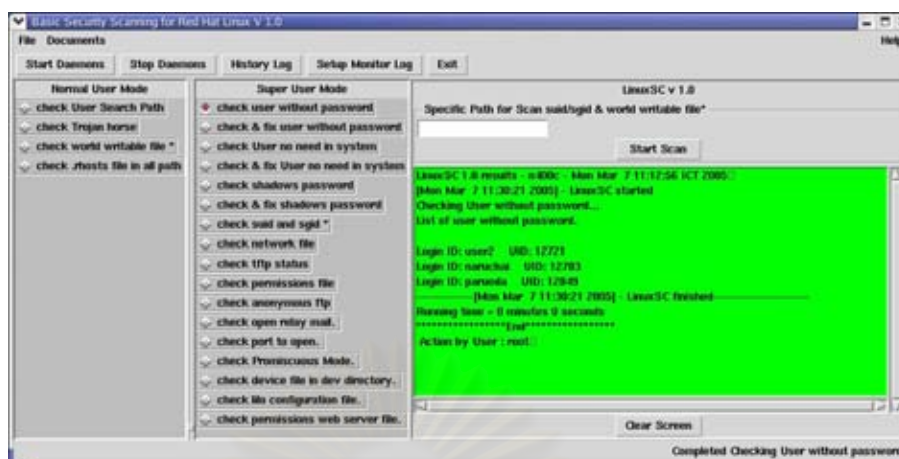 Basic Security Scanning for Red Hat Linux V 1.0
File Documents Help
Start Daemons Stop Daemons History Log Setup Monitor Log Exit
Normal User Mode
check User Search Path
check Trojan horse
check world writable file *
check .rhosts file in all path
Super User Mode
check user without password
check & fix user without password
check User no need in system
check & fix User no need in system
check shadows password
check & fix shadows password
check suid and sgid *
check network file
check tftp status
check permissions file
check anonymous ftp
check open relay mail.
check port to open.
check Promiscuous Mode.
check device file in dev directory.
check lilo configuration file.
check permissions web server file.
LinuxSC v 1.0
Specific Path for Scan suid/sgid & world writable file*
Start Scan
LinuxSC 1.0 results - n400c - Mon Mar 7 11:12:56 ICT 2005
[Mon Mar 7 11:30:21 2005] - LinuxSC started
Checking User without password...
List of user without password.
Login ID: user2 UID: 12721
Login ID: naruchai UID: 12783
Login ID: UID: 12849
----------[Mon Mar 7 11:30:21 2005] - LinuxSC finished----------
Running time = 0 minutes 0 seconds
*****************End*****************
Action by User : root
Clear Screen
Completed Checking User without password